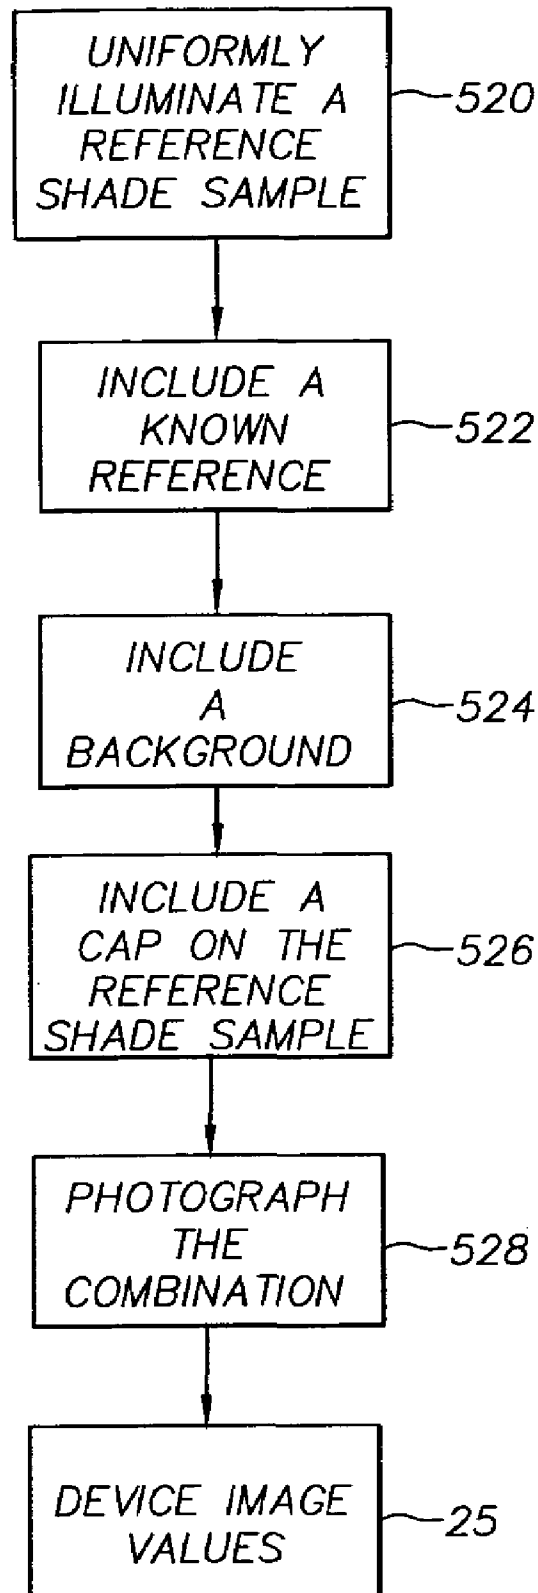 UNIFORMLY
ILLUMINATE A
REFERENCE
SHADE SAMPLE
520
INCLUDE A
KNOWN
REFERENCE
522
INCLUDE
A
BACKGROUND
524
INCLUDE A
CAP ON THE
REFERENCE
SHADE SAMPLE
526
PHOTOGRAPH
THE
COMBINATION
528
DEVICE IMAGE
VALUES
25